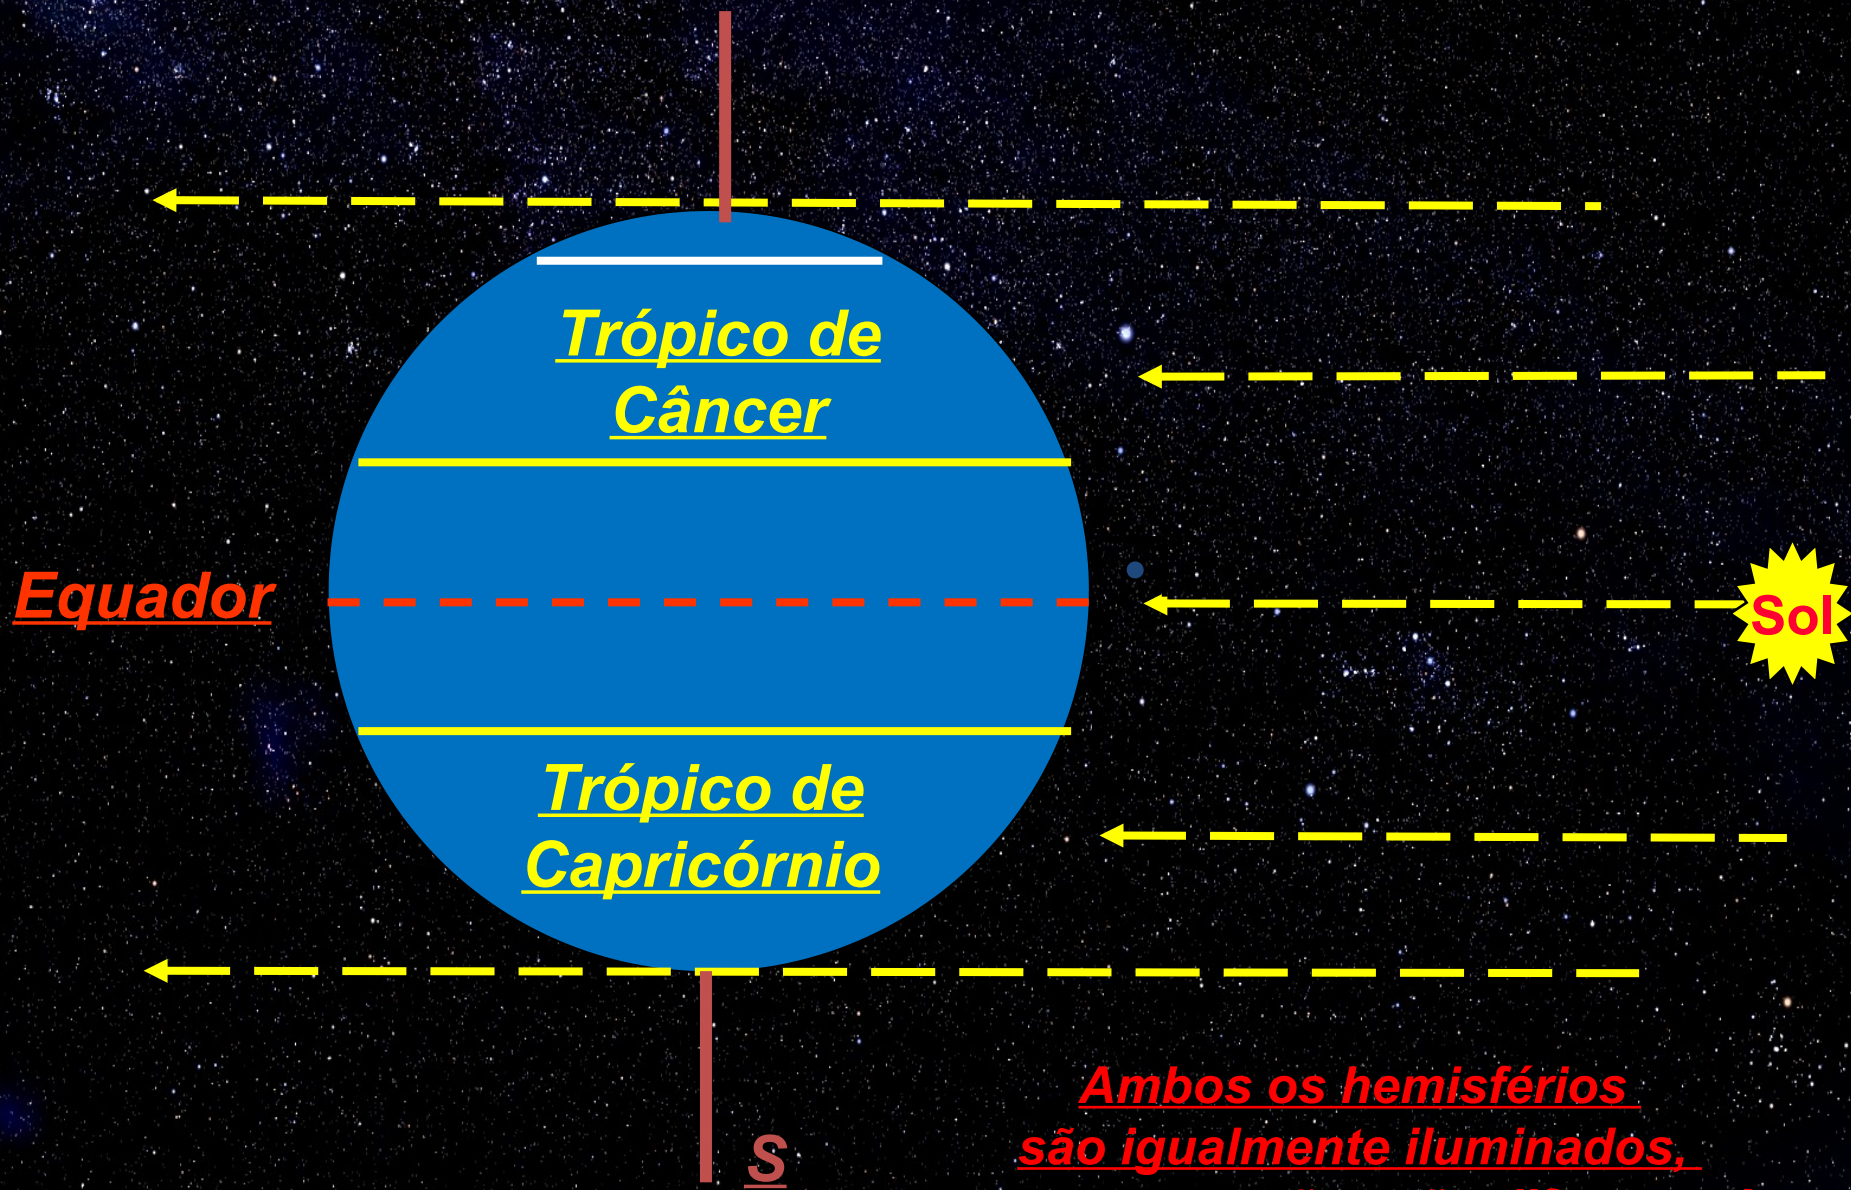 Trópico de
Câncer
Equador
Sol
Trópico de
Capricórnio
Ambos os hemisférios
são igualmente iluminados,
S